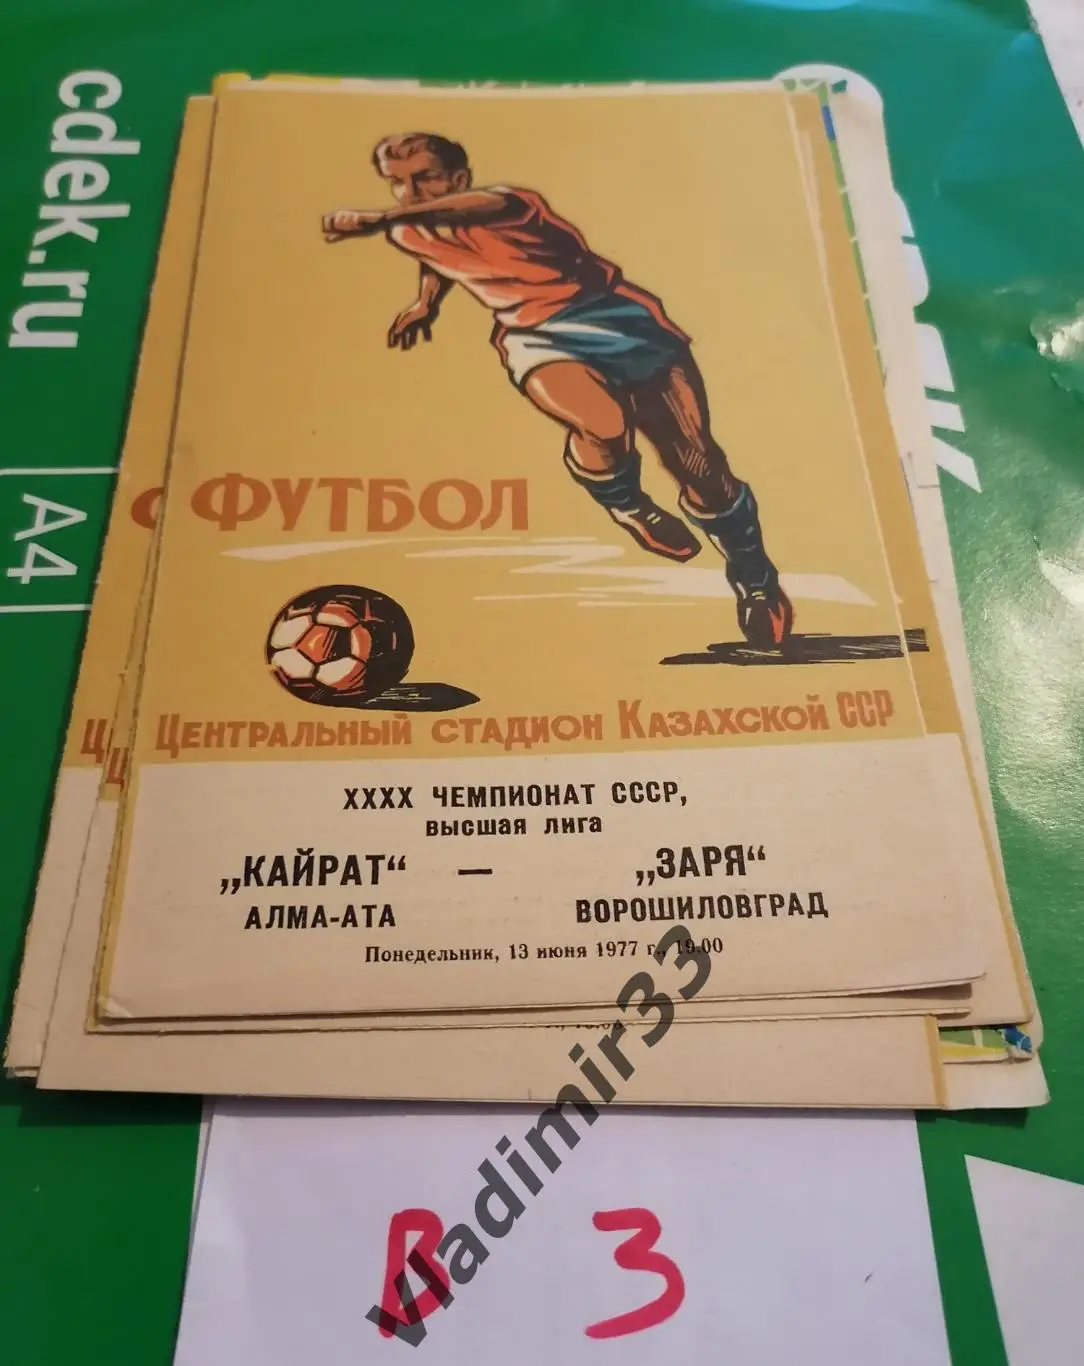 cdek.ru
A4
ФУТБОЛ
ЦЕНТРАЛЬНЫЙ СТАДИОН КАЗАХСКОЙ ССР
XXXX ЧЕМПИОНАТ СССР,
ВЫСШАЯ ЛИГА
„КАЙРАТ“ — „ЗАРЯ“
АЛМА-АТА ВОРОШИЛОВГРАД
Понедельник, 13 июня 1977 г., 19.00
vladimir33
В 3